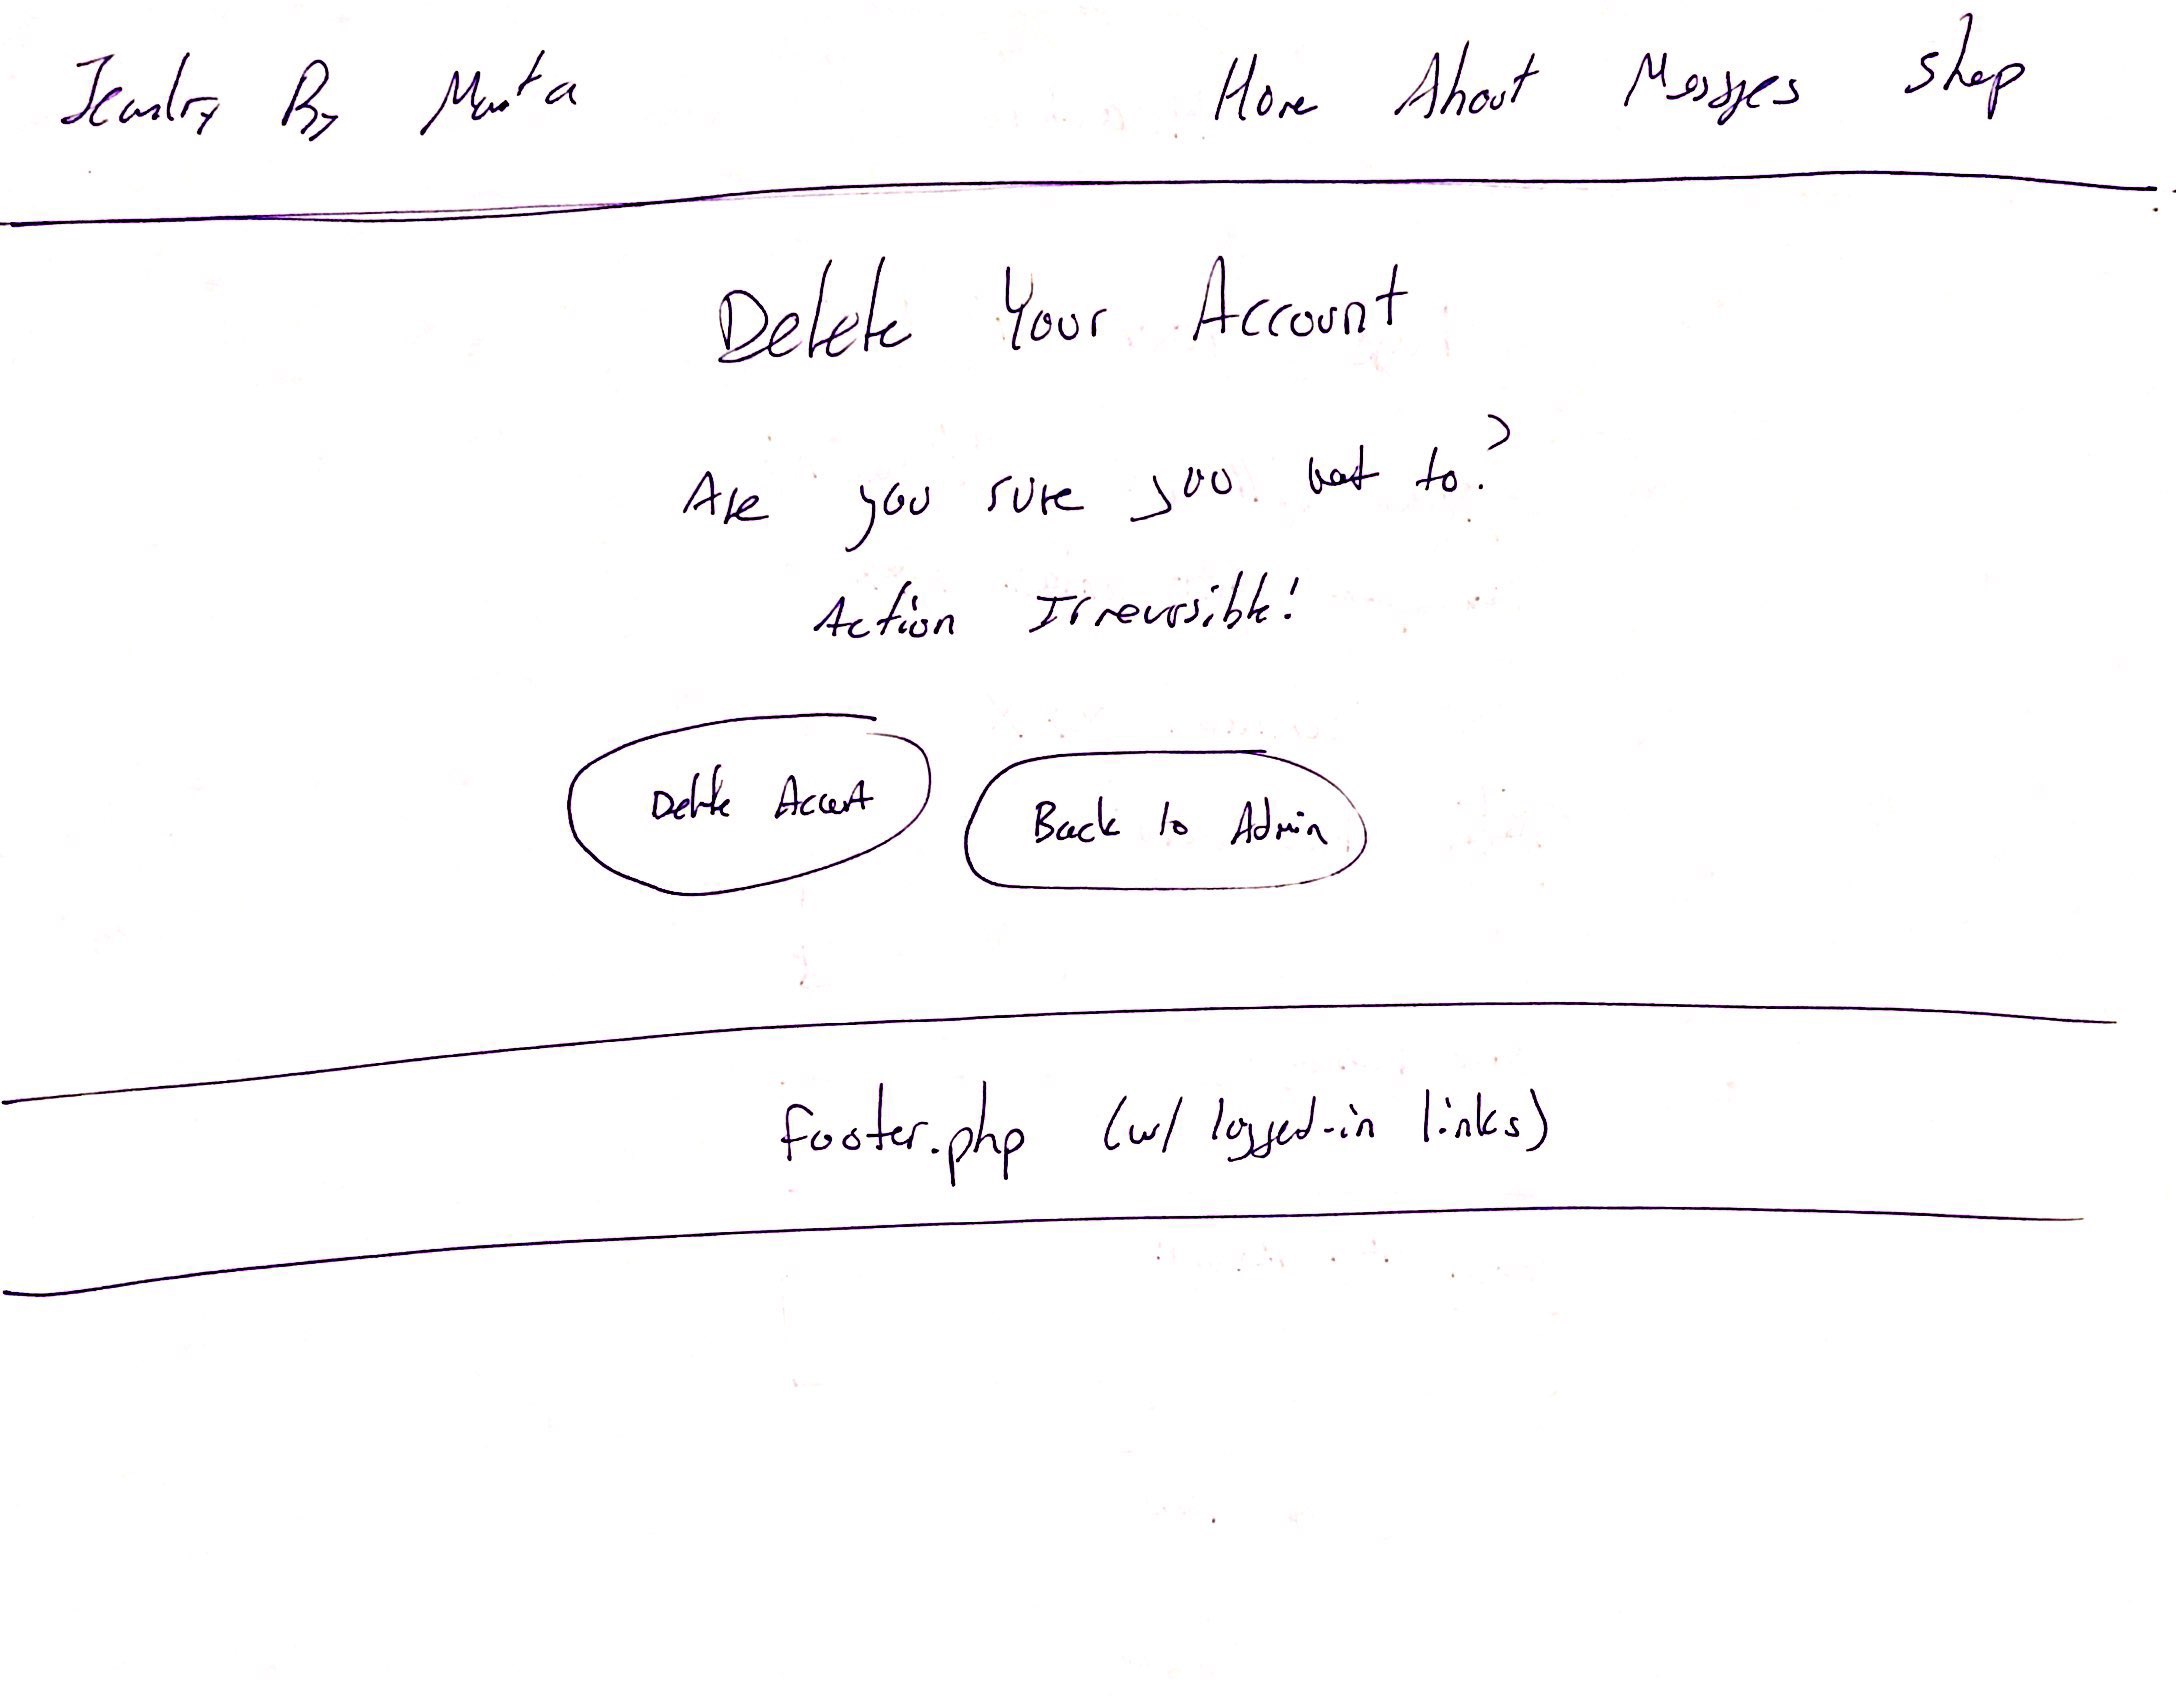 Jewelry By Marta Home About Messages Shop
Delete Your Account
Are you sure you want to?
Action Irreversible!
Delete Account Back to Admin
footer.php (w/ logged-in links)